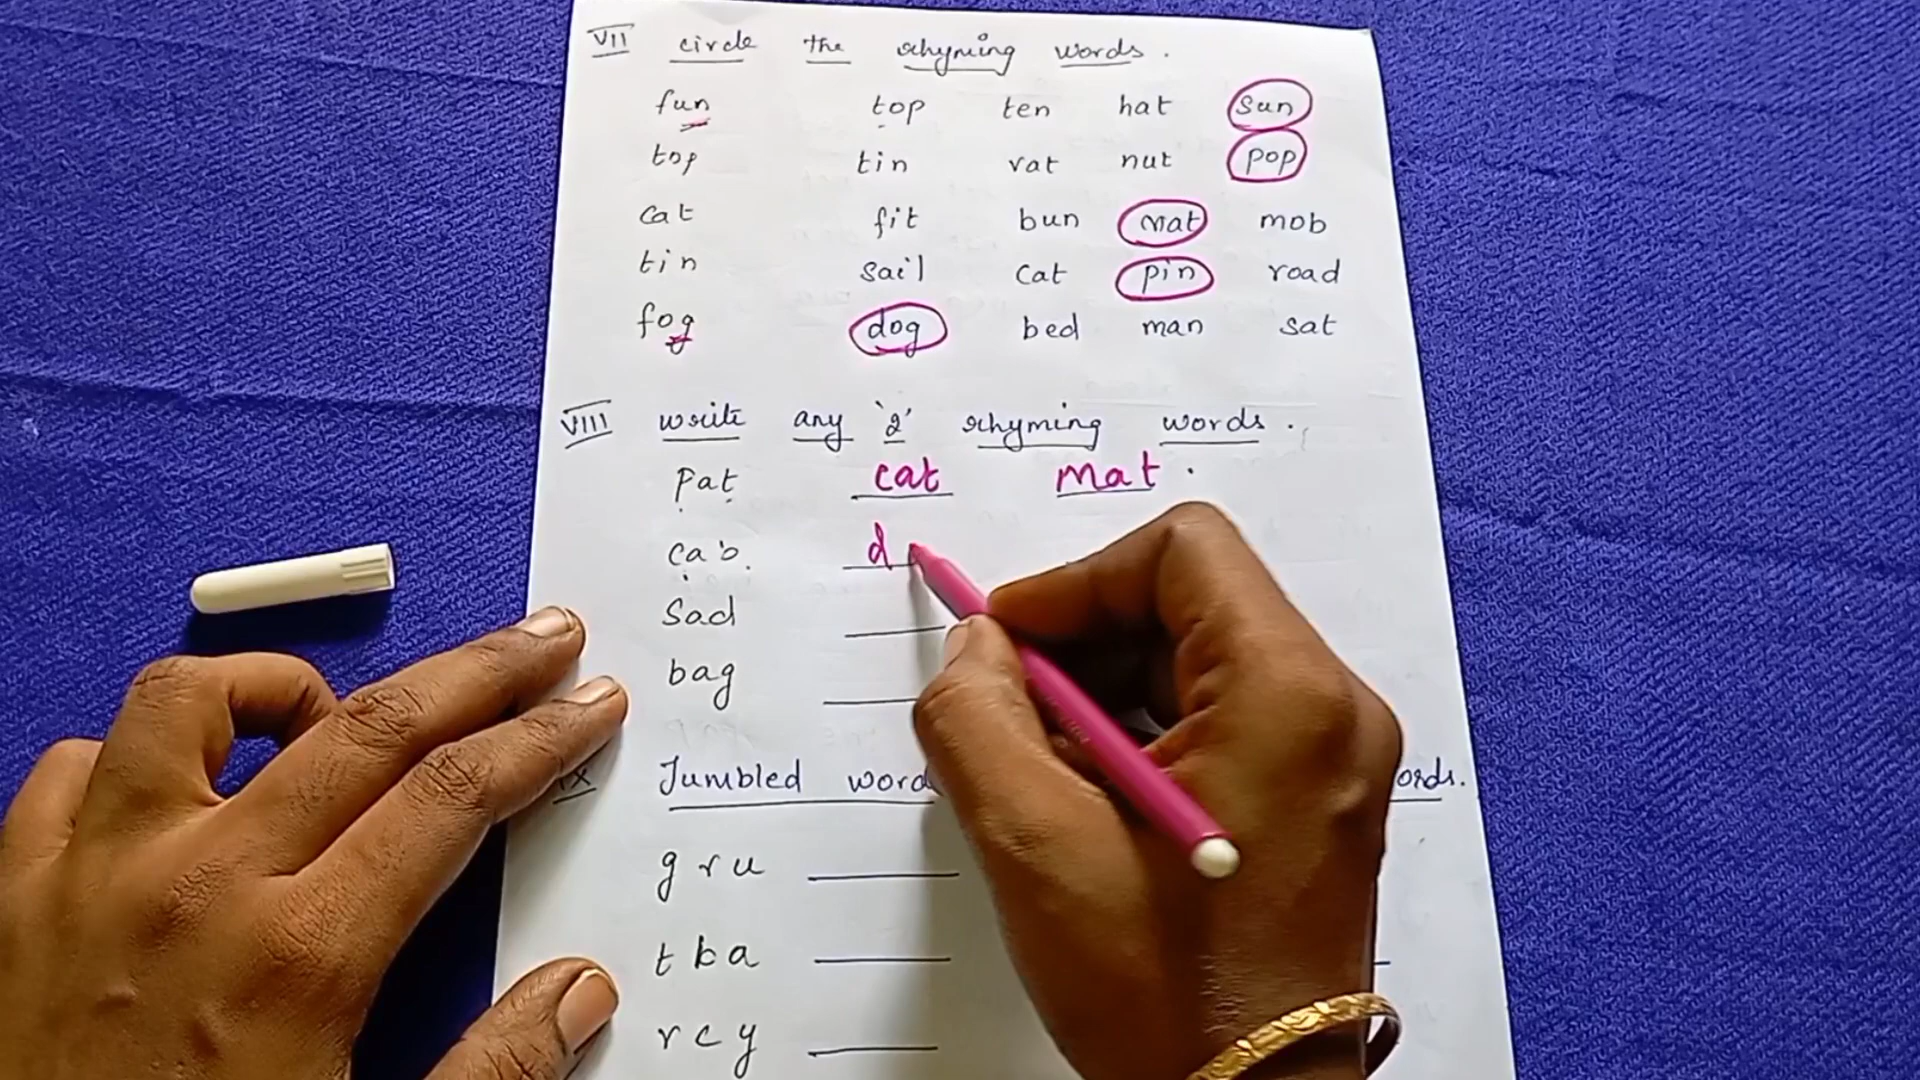 VII circle the rhyming words.
fun top ten hat sun
top tin rat nut pop
cat fit bun mat mob
tin sail cat pin road
fog dog bed man sat
VIII write any '2' rhyming words.
Pat cat Mat.
cab. d
Sad
bag
IX Jumbled word ords.
g r u
t b a
r c y